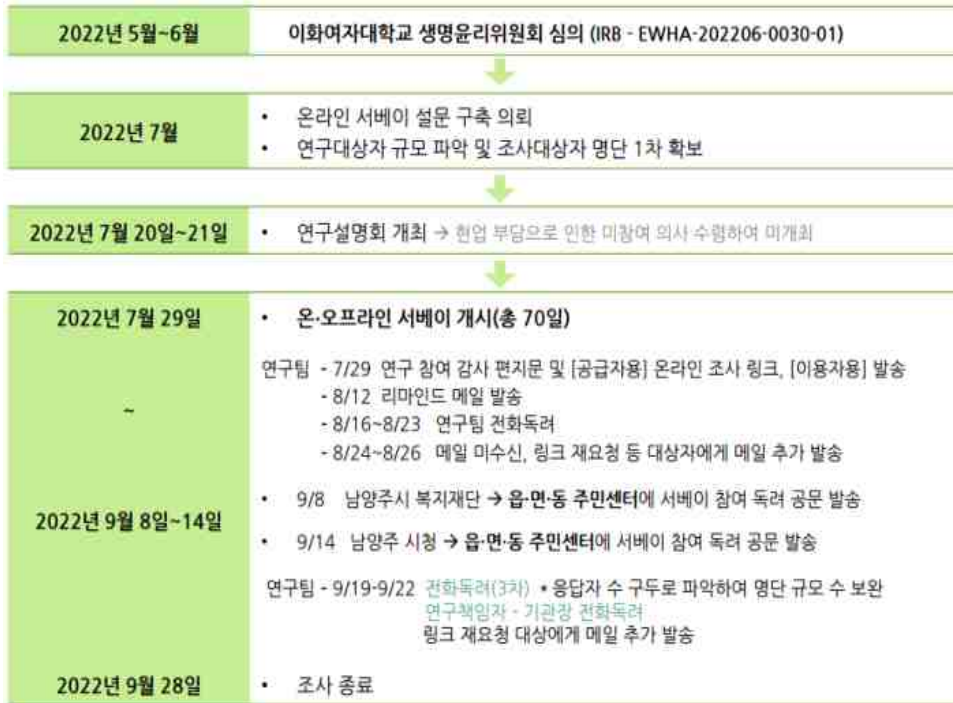 2022년 5월~6월 이화여자대학교 생명윤리위원회 심의 (IRB - EWHA-202206-0030-01)
2022년 7월
• 온라인 서베이 설문 구축 의뢰
• 연구대상자 규모 파악 및 조사대상자 명단 1차 확보
2022년 7월 20일~21일 • 연구설명회 개최 → 현업 부담으로 인한 미참여 의사 수렴하여 미개최
2022년 7월 29일 • 온·오프라인 서베이 개시(총 70일)
연구팀 - 7/29 연구 참여 감사 편지문 및 [공급자용] 온라인 조사 링크, [이용자용] 발송
- 8/12 리마인드 메일 발송
~
- 8/16~8/23 연구팀 전화독려
- 8/24~8/26 메일 미수신, 링크 재요청 등 대상자에게 메일 추가 발송
• 9/8 남양주시 복지재단 → 읍·면·동 주민센터에 서베이 참여 독려 공문 발송
2022년 9월 8일~14일
• 9/14 남양주 시청 → 읍·면·동 주민센터에 서베이 참여 독려 공문 발송
연구팀 - 9/19-9/22 전화독려(3차) * 응답자 수 구두로 파악하여 명단 규모 수 보완
연구책임자 - 기관장 전화독려
링크 재요청 대상에게 메일 추가 발송
2022년 9월 28일 • 조사 종료